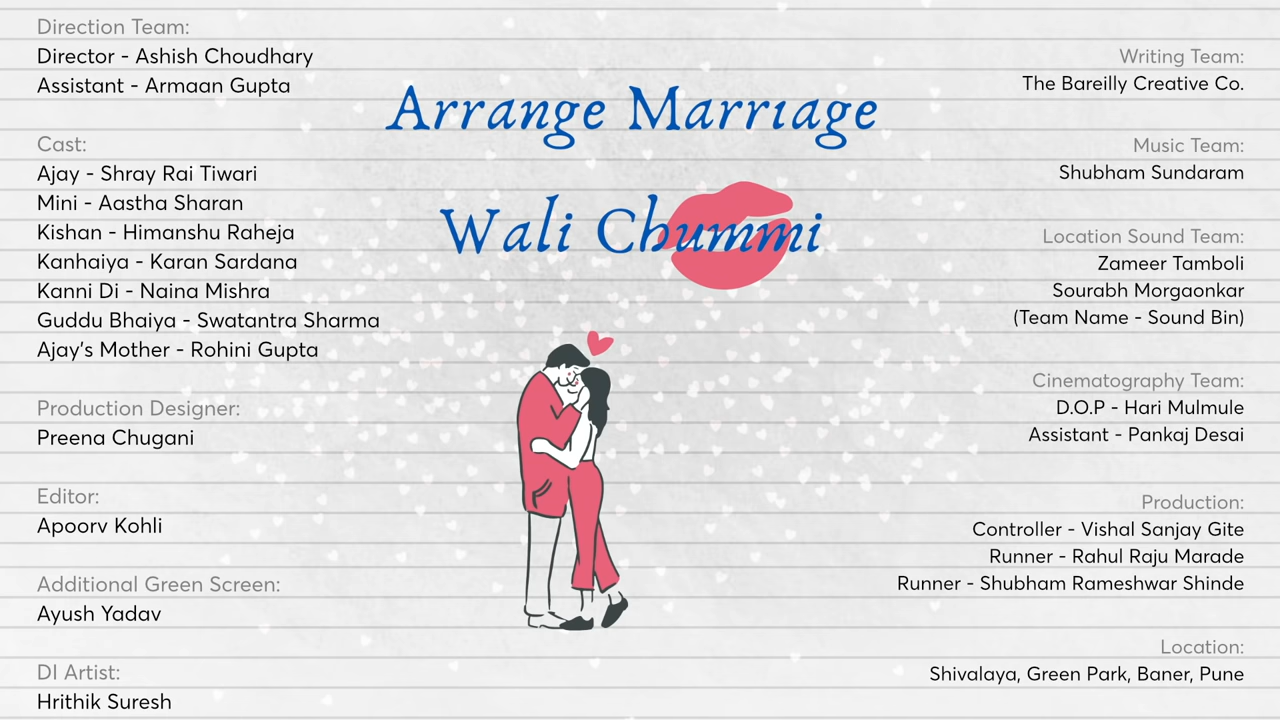 Direction Team:
Director - Ashish Choudhary
Assistant - Armaan Gupta
Cast:
Ajay - Shray Rai Tiwari
Mini - Aastha Sharan
Kishan - Himanshu Raheja
Kanhaiya - Karan Sardana
Kanni Di - Naina Mishra
Guddu Bhaiya - Swatantra Sharma
Ajay's Mother - Rohini Gupta
Production Designer:
Preena Chugani
Editor:
Apoorv Kohli
Additional Green Screen:
Ayush Yadav
DI Artist:
Hrithik Suresh
Arrange Marriage
Wali Chummi
Writing Team:
The Bareilly Creative Co.
Music Team:
Shubham Sundaram
Location Sound Team:
Zameer Tamboli
Sourabh Morgaonkar
(Team Name - Sound Bin)
Cinematography Team:
D.O.P - Hari Mulmule
Assistant - Pankaj Desai
Production:
Controller - Vishal Sanjay Gite
Runner - Rahul Raju Marade
Runner - Shubham Rameshwar Shinde
Location:
Shivalaya, Green Park, Baner, Pune